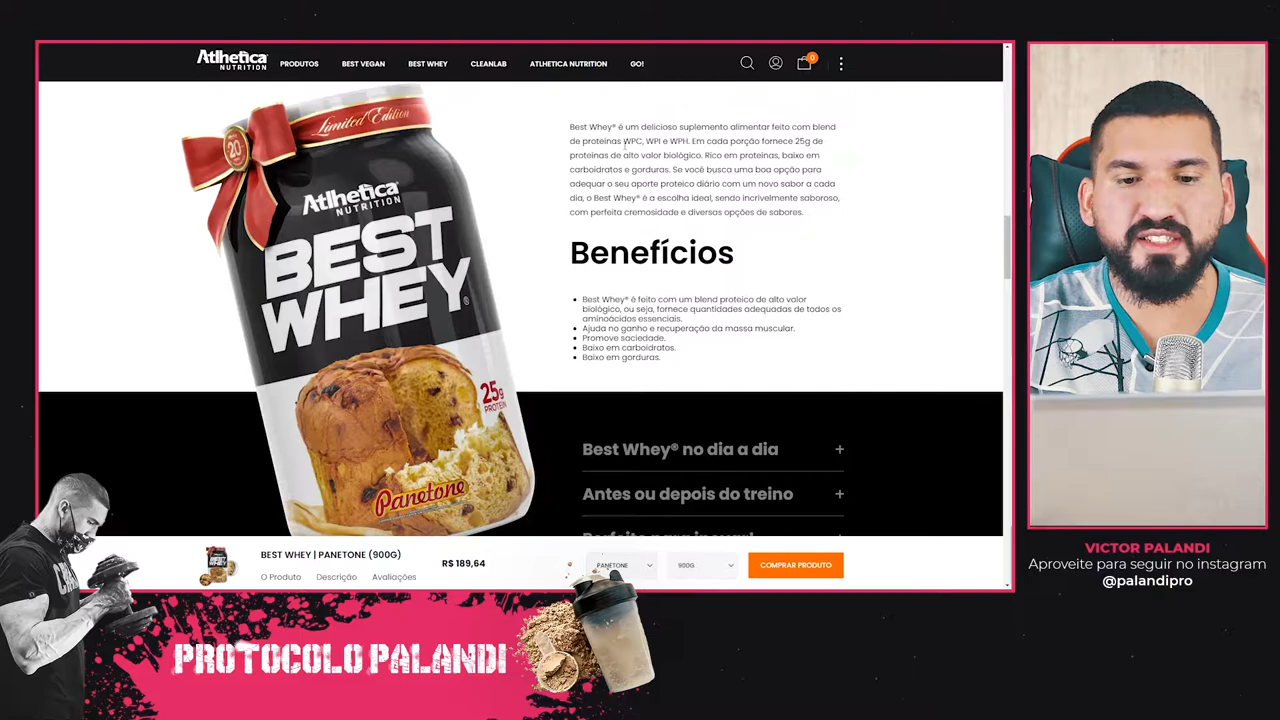 Atlhetica
NUTRITION
PRODUTOS
BEST VEGAN
BEST WHEY
CLEANLAB
ATLHETICA NUTRITION
GO!
0
Limited Edition
20
Atlhetica
NUTRITION
BEST
WHEY®
25g
PROTEIN
Panetone
Best Whey® é um delicioso suplemento alimentar feito com blend
de proteínas WPC, WPI e WPH. Em cada porção fornece 25g de
proteínas de alto valor biológico. Rico em proteínas, baixo em
carboidratos e gorduras. Se você busca uma boa opção para
adequar o seu aporte proteico diário com um novo sabor a cada
dia, o Best Whey® é a escolha ideal, sendo incrivelmente saboroso,
com perfeita cremosidade e diversas opções de sabores.
Benefícios
Best Whey® é feito com um blend proteico de alto valor
biológico, ou seja, fornece quantidades adequadas de todos os
aminoácidos essenciais.
Ajuda no ganho e recuperação da massa muscular.
Promove saciedade.
Baixo em carboidratos.
Baixo em gorduras.
Best Whey® no dia a dia
Antes ou depois do treino
BEST WHEY | PANETONE (900G)
O Produto
Descrição
Avaliações
R$ 189,64
PANETONE
900G
COMPRAR PRODUTO
VICTOR PALANDI
Aproveite para seguir no instagram
@palandipro
PROTOCOLO PALANDI